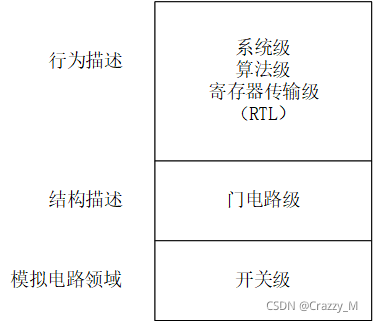 行为描述
系统级
算法级
寄存器传输级
（RTL）
结构描述
门电路级
模拟电路领域
开关级
CSDN @Crazzy_M